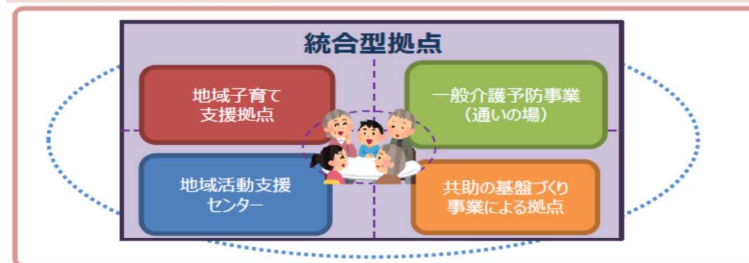 統合型拠点
地域子育て
支援拠点
一般介護予防事業
（通いの場）
地域活動支援
センター
共助の基盤づくり
事業による拠点